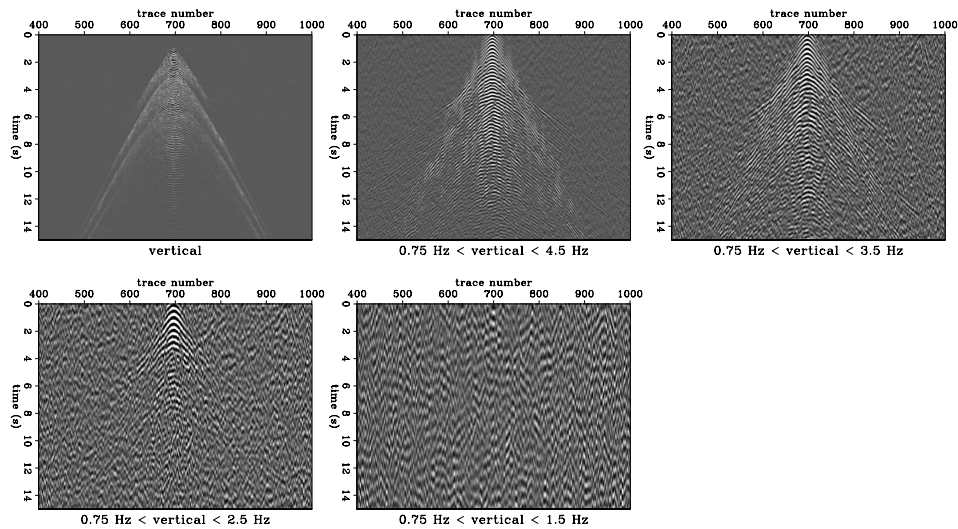 trace number trace number trace number
400 500 600 700 800 900 1000 400 500 600 700 800 900 1000 400 500 600 700 800 900 1000
0 2 4 6 8 10 12 14 0 2 4 6 8 10 12 14 0 2 4 6 8 10 12 14
time (s) time (s) time (s)
vertical 0.75 Hz < vertical < 4.5 Hz 0.75 Hz < vertical < 3.5 Hz
trace number trace number
400 500 600 700 800 900 1000 400 500 600 700 800 900 1000
0 2 4 6 8 10 12 14 0 2 4 6 8 10 12 14
time (s) time (s)
0.75 Hz < vertical < 2.5 Hz 0.75 Hz < vertical < 1.5 Hz